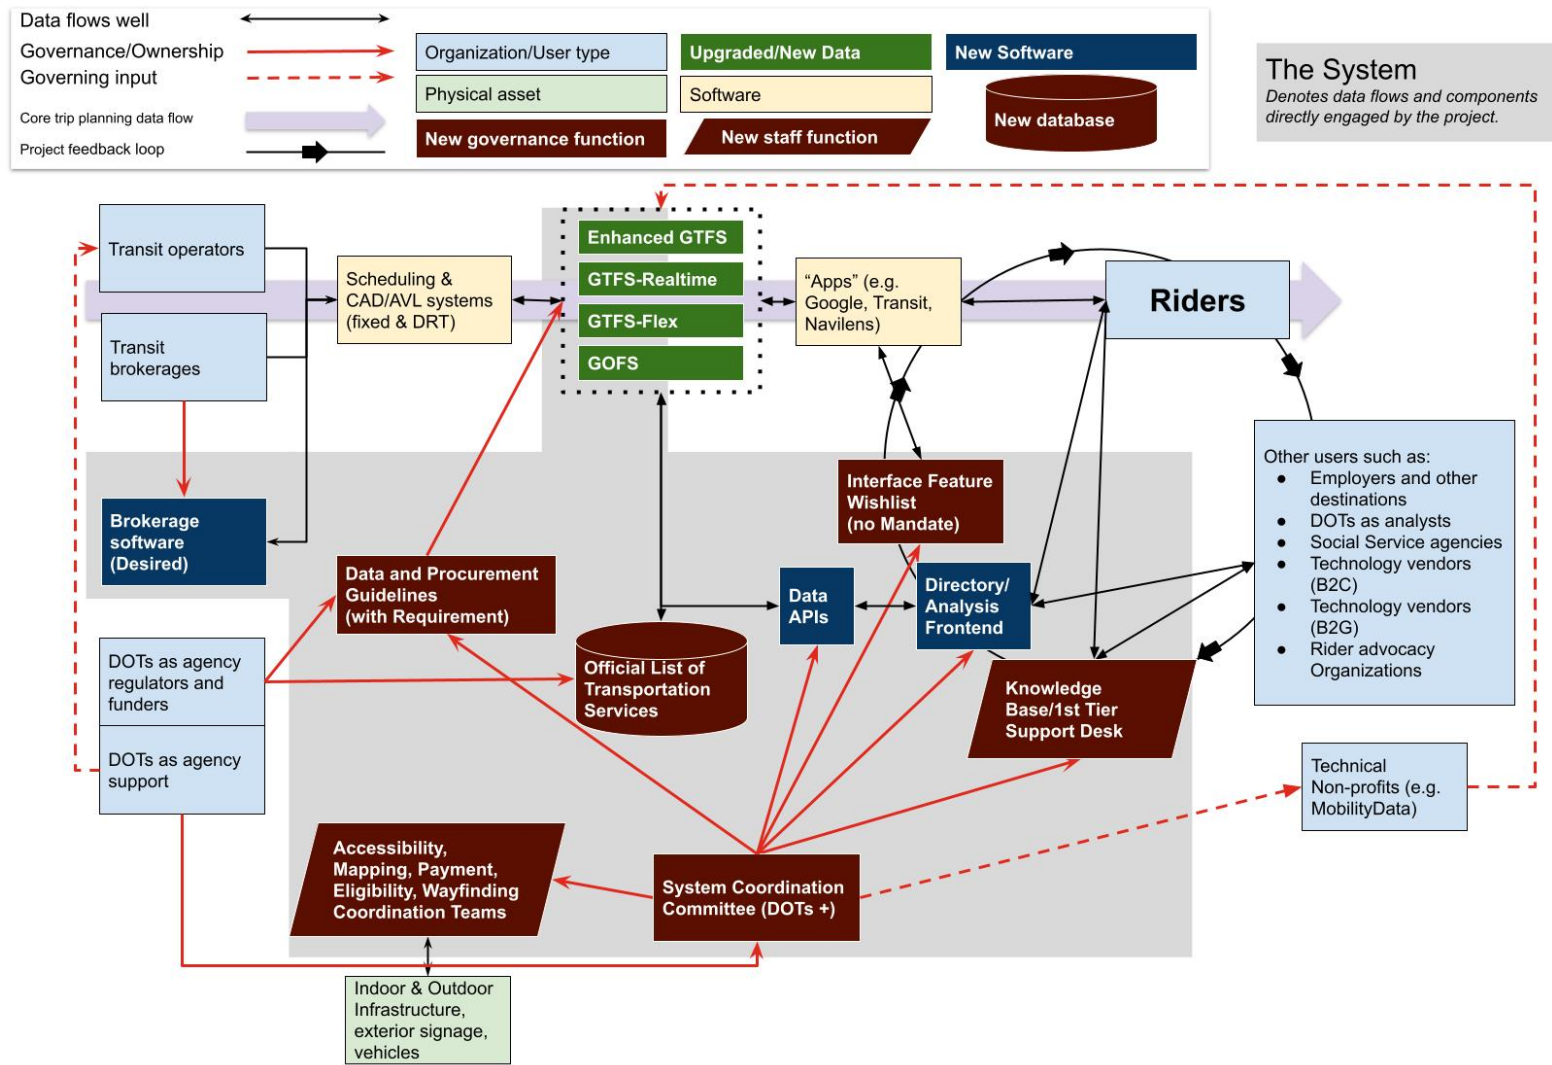 Data flows well
Governance/Ownership
Governing input
Core trip planning data flow
Project feedback loop
Organization/User type
Physical asset
New governance function
Upgraded/New Data
Software
New staff function
New Software
New database
The System
Denotes data flows and components
directly engaged by the project.
Transit operators
Transit
brokerages
Scheduling &
CAD/AVL systems
(fixed & DRT)
Enhanced GTFS
GTFS-Realtime
GTFS-Flex
GOFS
“Apps” (e.g.
Google, Transit,
Navilens)
Riders
Brokerage
software
(Desired)
Data and Procurement
Guidelines
(with Requirement)
Interface Feature
Wishlist
(no Mandate)
Data
APIs
Directory/
Analysis
Frontend
Other users such as:
● Employers and other
destinations
● DOTs as analysts
● Social Service agencies
● Technology vendors
(B2C)
● Technology vendors
(B2G)
● Rider advocacy
Organizations
DOTs as agency
regulators and
funders
DOTs as agency
support
Official List of
Transportation
Services
Knowledge
Base/1st Tier
Support Desk
Technical
Non-profits (e.g.
MobilityData)
Accessibility,
Mapping, Payment,
Eligibility, Wayfinding
Coordination Teams
System Coordination
Committee (DOTs +)
Indoor & Outdoor
Infrastructure,
exterior signage,
vehicles